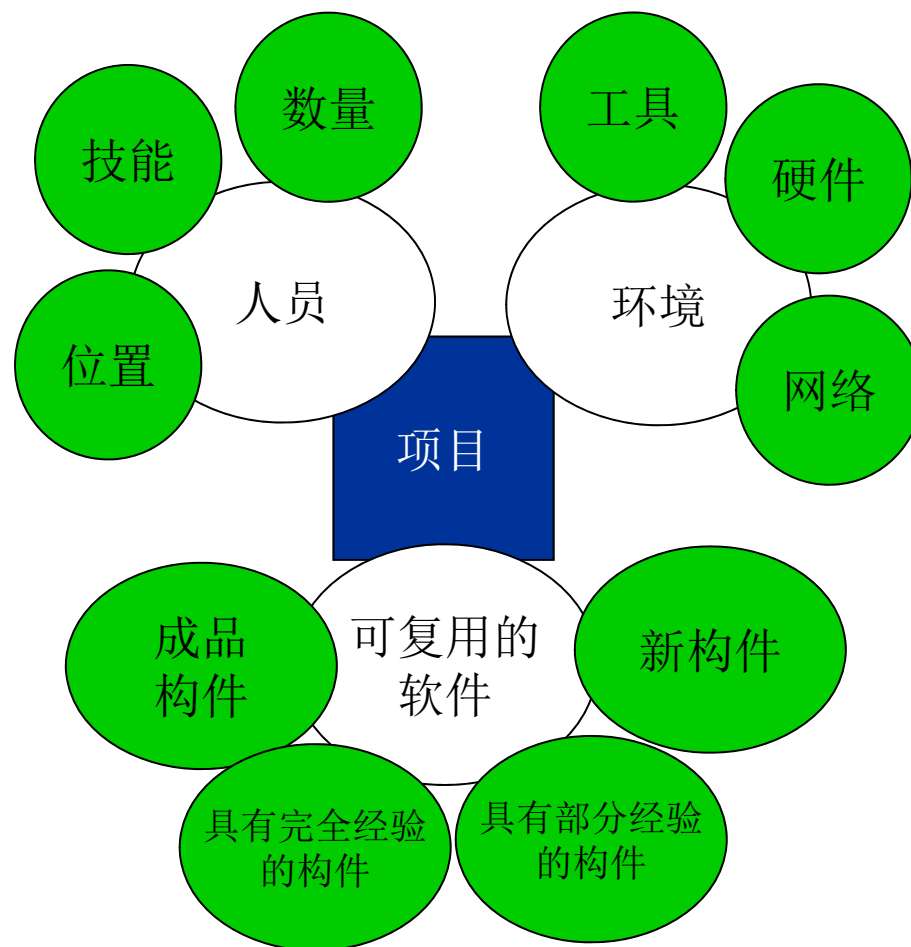 数量
工具
技能
硬件
人员
环境
位置
网络
项目
成品
构件
可复用的
软件
新构件
具有完全经验
的构件
具有部分经验
的构件